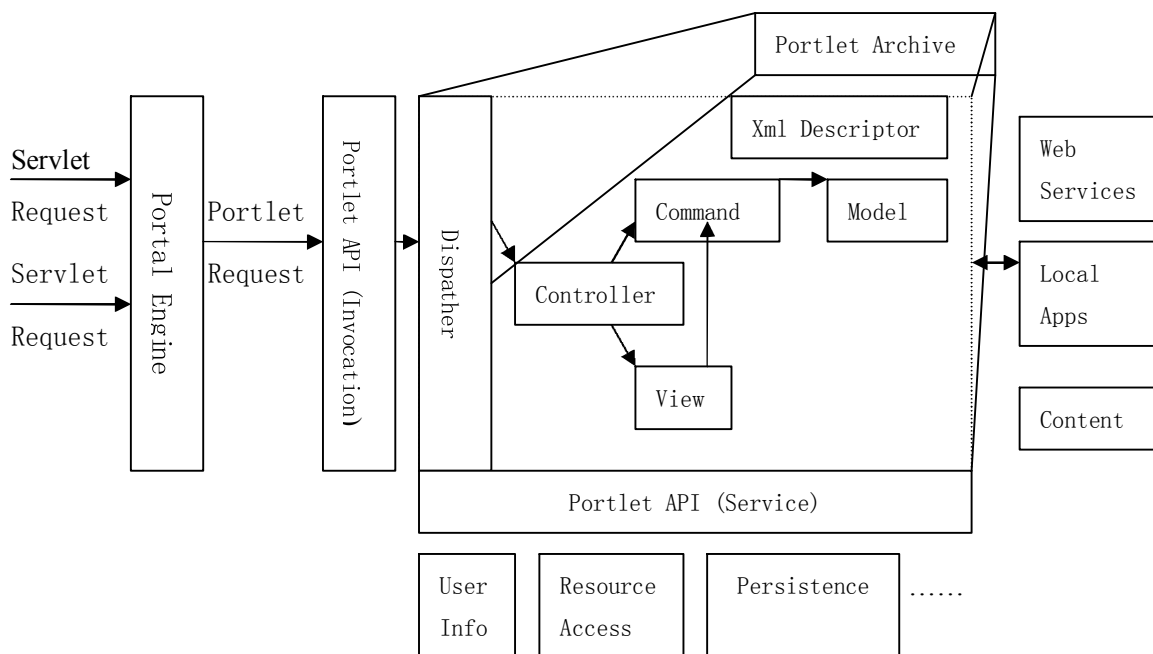 Portlet Archive
Xml Descriptor
Servlet
Request
Servlet
Request
Portal Engine
Portlet
Request
Portlet API (Invocation)
Dispather
Command
Model
Controller
View
Web
Services
Local
Apps
Content
Portlet API (Service)
User
Info
Resource
Access
Persistence
......